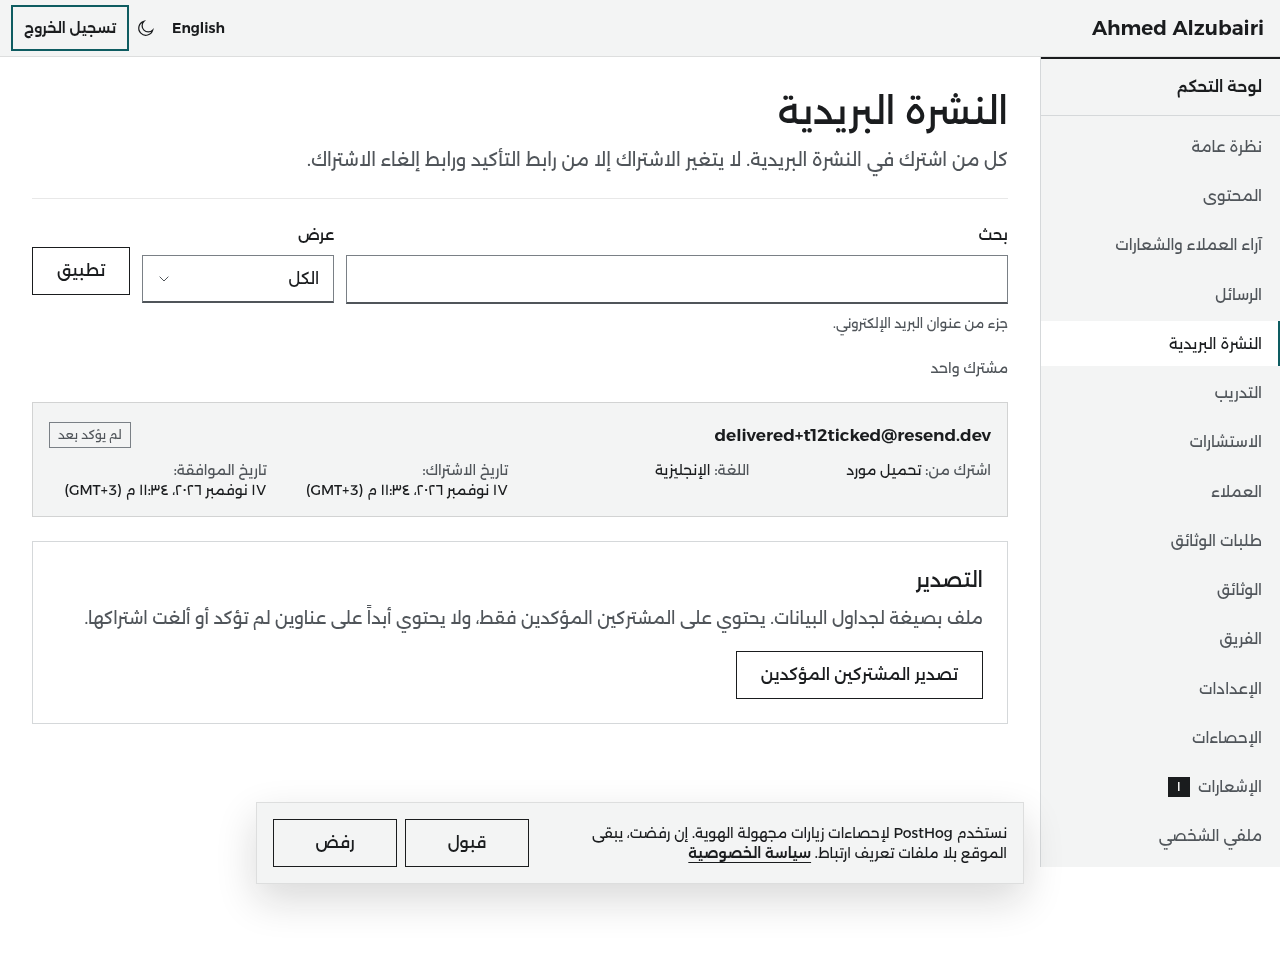 Ahmed Alzubairi
English
تسجيل الخروج
لوحة التحكم
نظرة عامة
المحتوى
آراء العملاء والشعارات
الرسائل
النشرة البريدية
التدريب
الاستشارات
العملاء
طلبات الوثائق
الوثائق
الفريق
الإعدادات
الإحصاءات
الإشعارات ١
ملفي الشخصي
النشرة البريدية
كل من اشترك في النشرة البريدية. لا يتغير الاشتراك إلا من رابط التأكيد ورابط إلغاء الاشتراك.
بحث
جزء من عنوان البريد الإلكتروني.
عرض
الكل
تطبيق
مشترك واحد
delivered+t12ticked@resend.dev
لم يؤكد بعد
اشترك من: تحميل مورد
اللغة: الإنجليزية
تاريخ الاشتراك:
١٧ نوفمبر ٢٠٢٦، ١١:٣٤ م (GMT+3)
تاريخ الموافقة:
١٧ نوفمبر ٢٠٢٦، ١١:٣٤ م (GMT+3)
التصدير
ملف بصيغة لجداول البيانات. يحتوي على المشتركين المؤكدين فقط، ولا يحتوي أبداً على عناوين لم تؤكد أو ألغت اشتراكها.
تصدير المشتركين المؤكدين
نستخدم PostHog لإحصاءات زيارات مجهولة الهوية. إن رفضت، يبقى
الموقع بلا ملفات تعريف ارتباط. سياسة الخصوصية
قبول
رفض